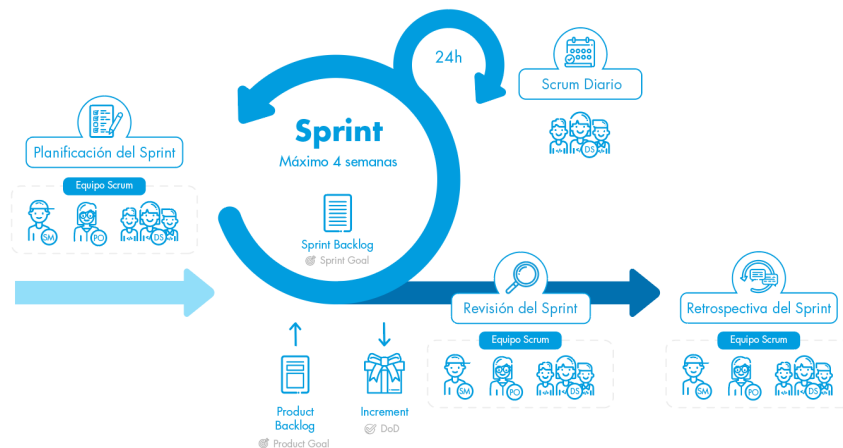 24h
Scrum Diario
DS
Sprint
Máximo 4 semanas
Planificación del Sprint
Equipo Scrum
SM
PO
DS
Sprint Backlog
Sprint Goal
Revisión del Sprint
Equipo Scrum
SM
PO
DS
Retrospectiva del Sprint
Equipo Scrum
SM
PO
DS
Product
Backlog
Product Goal
Increment
DoD